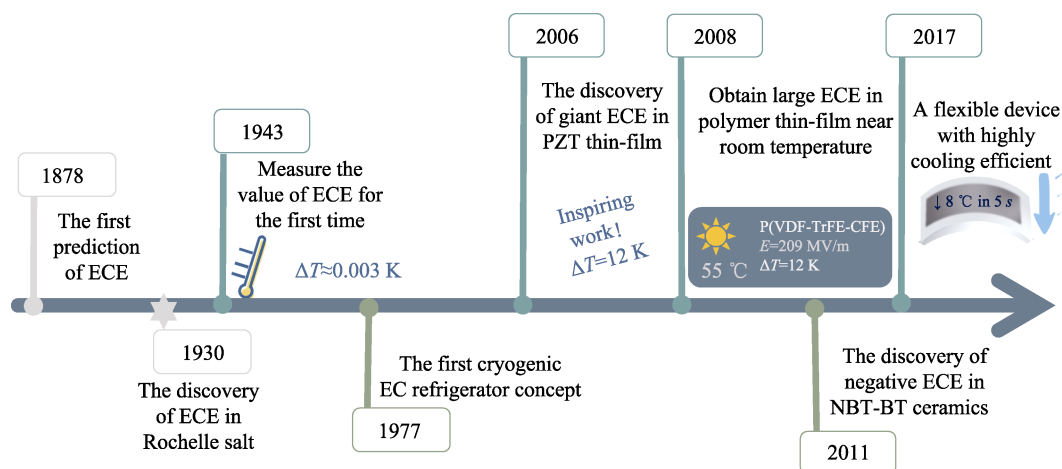 1878
The first
prediction
of ECE
1930
The discovery
of ECE in
Rochelle salt
1943
Measure the
value of ECE for
the first time
ΔT≈0.003 K
The first cryogenic
EC refrigerator concept
1977
2006
The discovery
of giant ECE in
PZT thin-film
Inspiring
work!
ΔT=12 K
2008
Obtain large ECE in
polymer thin-film near
room temperature
55 ℃
P(VDF-TrFE-CFE)
E=209 MV/m
ΔT=12 K
The discovery of
negative ECE in
NBT-BT ceramics
2011
2017
A flexible device
with highly
cooling efficient
↓ 8 ℃ in 5 s